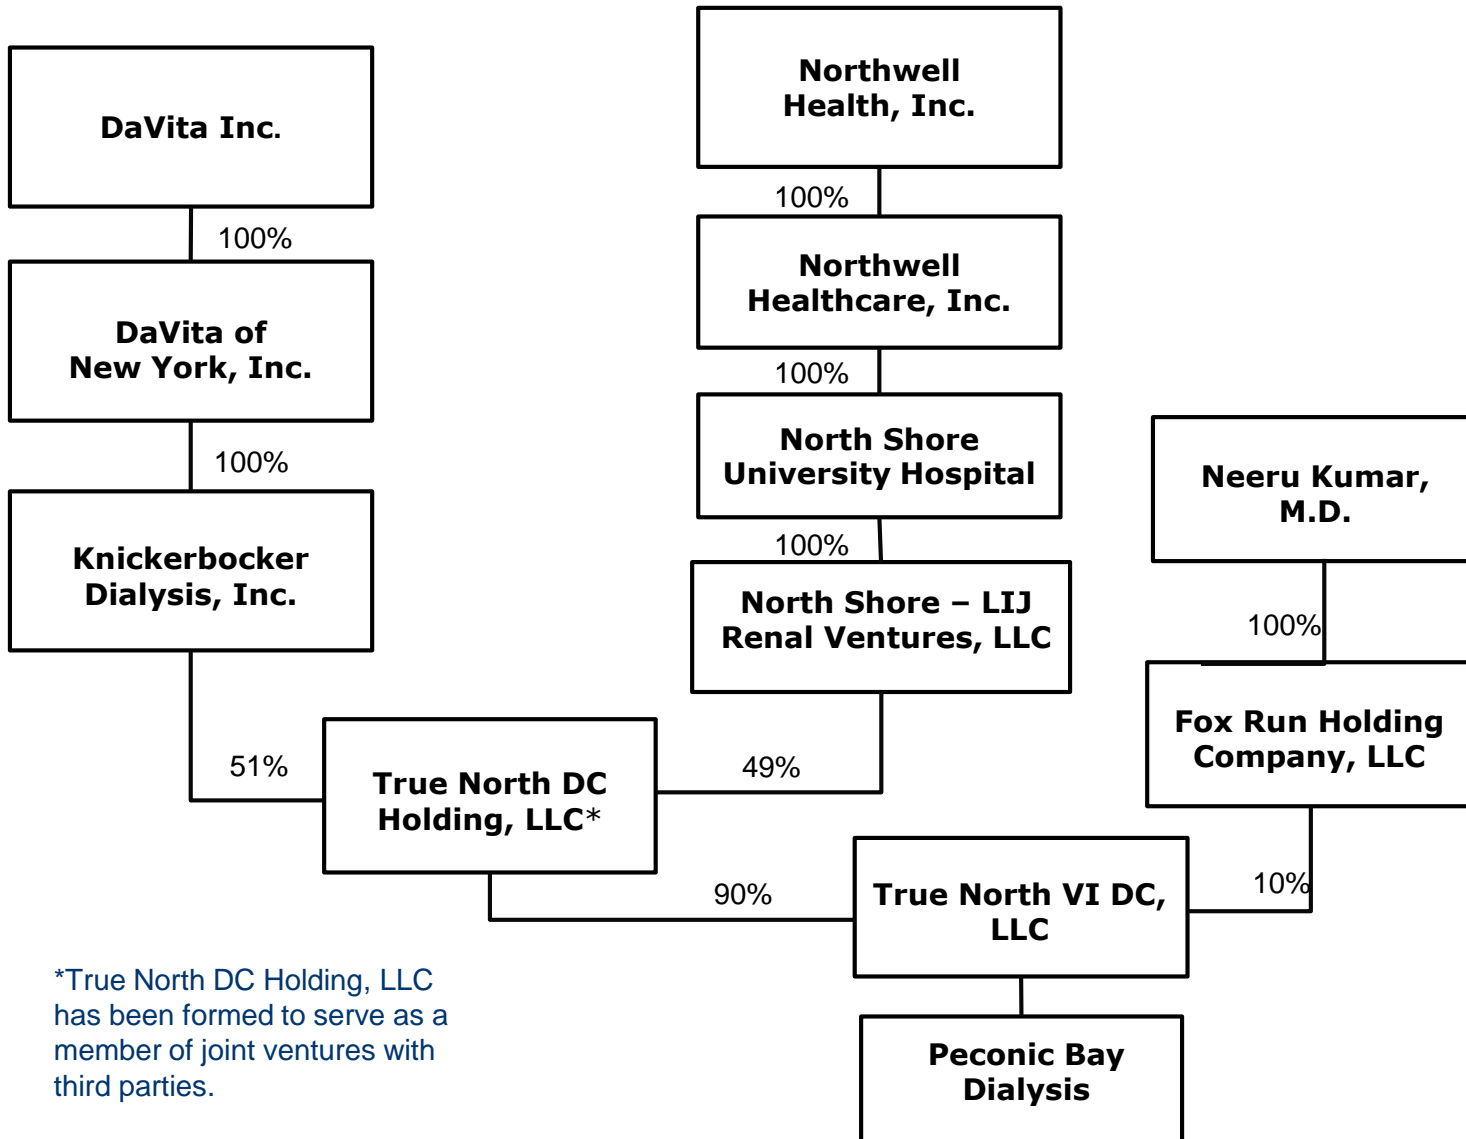 DaVita Inc.
100%
DaVita of
New York, Inc.
100%
Knickerbocker
Dialysis, Inc.
51%
Northwell
Health, Inc.
100%
Northwell
Healthcare, Inc.
100%
North Shore
University Hospital
100%
North Shore – LIJ
Renal Ventures, LLC
49%
Neeru Kumar,
M.D.
100%
Fox Run Holding
Company, LLC
10%
True North DC
Holding, LLC*
90%
True North VI DC,
LLC
Peconic Bay
Dialysis
*True North DC Holding, LLC
has been formed to serve as a
member of joint ventures with
third parties.